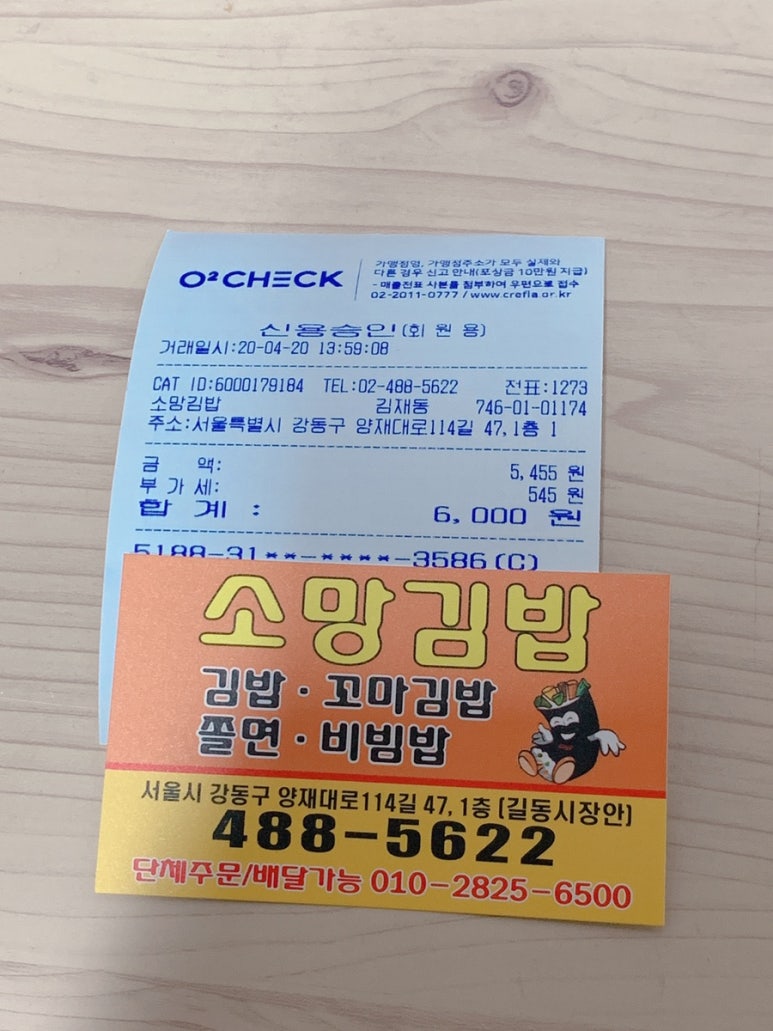 O²CHECK
가맹점명, 가맹점주소가 모두 실제와
다른 경우 신고 안내(포상금 10만원 지급)
- 매출전표 사본를 첨부하여 우편으로 접수
02-2011-0777 / www.crefia.or.kr
신용승인(회 원 용)
거래일시:20-04-20 13:59:08
CAT ID:6000179184 TEL:02-488-5622 전표:1273
소망김밥 김재동 746-01-01174
주소:서울특별시 강동구 양재대로114길 47,1층 1
금 액: 5,455 원
부 가 세: 545 원
합 계 : 6,000 원
5188-31**-****-3586(C)
소망김밥
김밥 · 꼬마김밥
쫄면 · 비빔밥
서울시 강동구 양재대로114길 47, 1층 (길동시장안)
488-5622
단체주문/배달가능 010-2825-6500